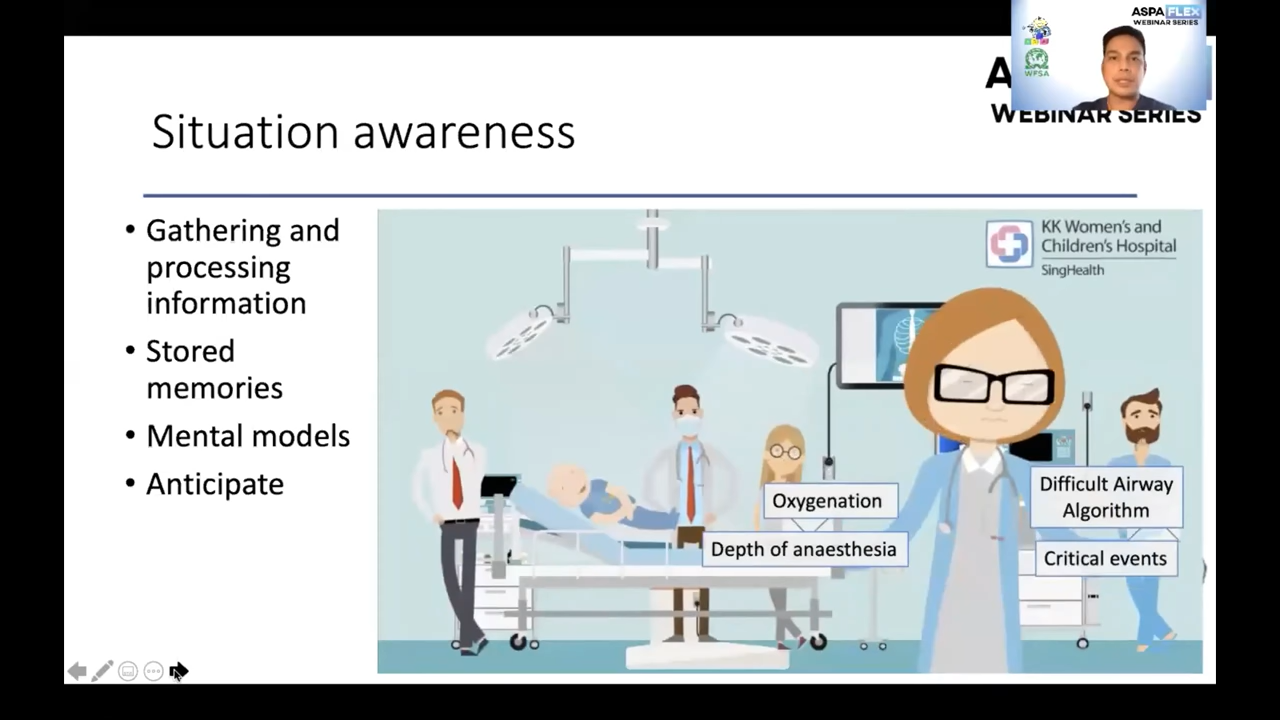 ASPA FLEX
WEBINAR SERIES
WFSA
A
WEBINAR SERIES
Situation awareness
• Gathering and
processing
information
• Stored
memories
• Mental models
• Anticipate
KK Women's and
Children's Hospital
SingHealth
Oxygenation
Depth of anaesthesia
Difficult Airway
Algorithm
Critical events